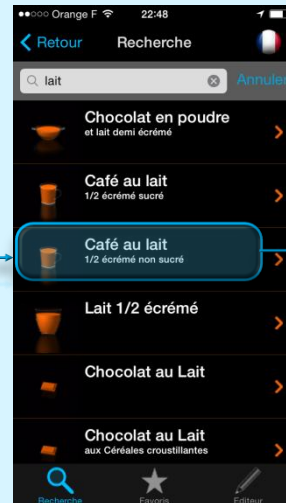 Orange F 22:48
Retour Recherche
lait Annuler
Chocolat en poudre
et lait demi écrémé
Café au lait
1/2 écrémé sucré
Café au lait
1/2 écrémé non sucré
Lait 1/2 écrémé
Chocolat au Lait
Chocolat au Lait
aux Céréales croustillantes
Recherche Favoris Editeur